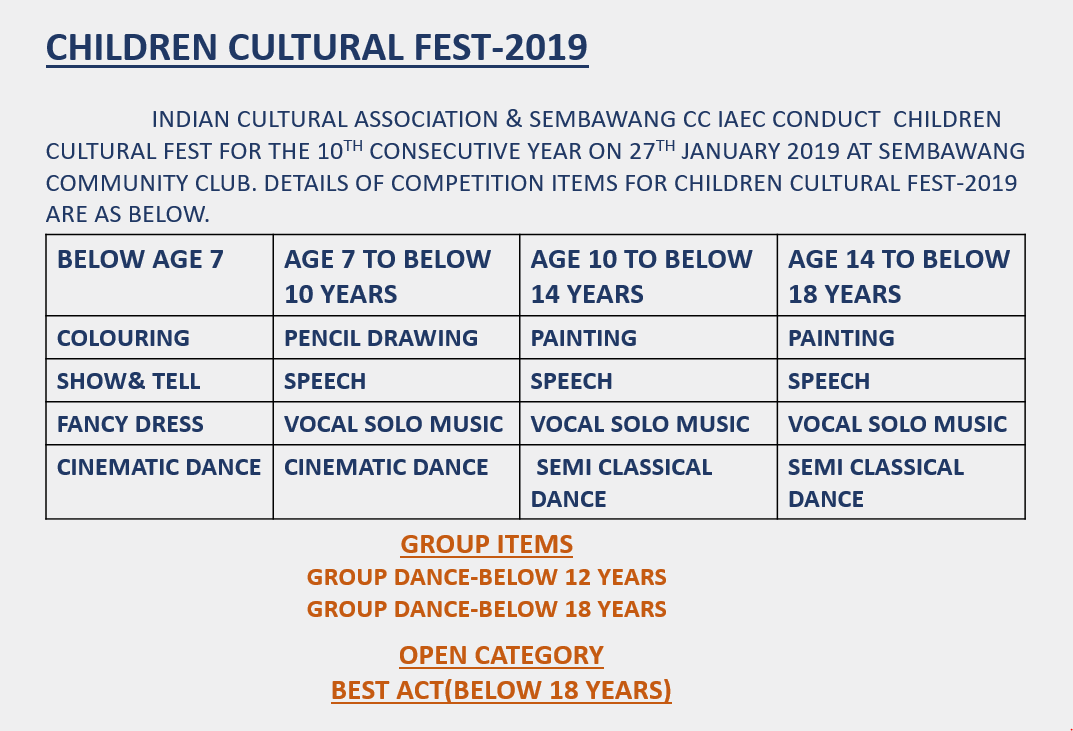 CHILDREN CULTURAL FEST-2019
INDIAN CULTURAL ASSOCIATION & SEMBAWANG CC IAEC CONDUCT CHILDREN
CULTURAL FEST FOR THE 10TH CONSECUTIVE YEAR ON 27TH JANUARY 2019 AT SEMBAWANG
COMMUNITY CLUB. DETAILS OF COMPETITION ITEMS FOR CHILDREN CULTURAL FEST-2019
ARE AS BELOW.
BELOW AGE 7
AGE 7 TO BELOW
10 YEARS
AGE 10 TO BELOW
14 YEARS
AGE 14 TO BELOW
18 YEARS
COLOURING
PENCIL DRAWING
PAINTING
PAINTING
SHOW& TELL
SPEECH
SPEECH
SPEECH
FANCY DRESS
VOCAL SOLO MUSIC
VOCAL SOLO MUSIC
VOCAL SOLO MUSIC
CINEMATIC DANCE
CINEMATIC DANCE
SEMI CLASSICAL
DANCE
SEMI CLASSICAL
DANCE
GROUP ITEMS
GROUP DANCE-BELOW 12 YEARS
GROUP DANCE-BELOW 18 YEARS
OPEN CATEGORY
BEST ACT(BELOW 18 YEARS)